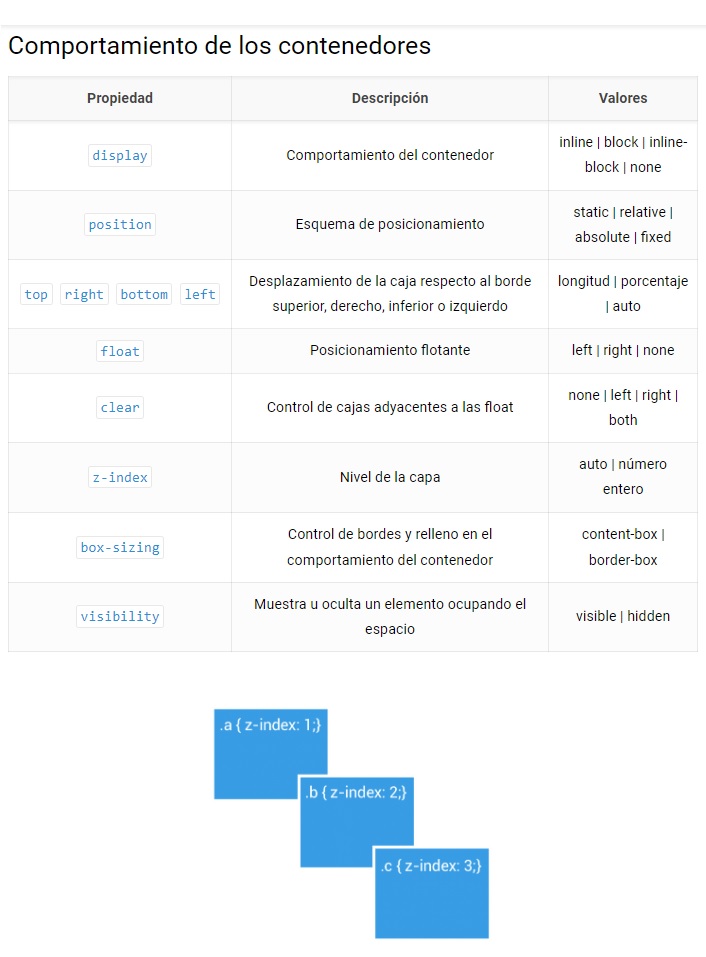 Comportamiento de los contenedores
Propiedad Descripción Valores
display Comportamiento del contenedor inline | block | inline-
block | none
position Esquema de posicionamiento static | relative |
absolute | fixed
top right bottom left Desplazamiento de la caja respecto al borde longitud | porcentaje
superior, derecho, inferior o izquierdo | auto
float Posicionamiento flotante left | right | none
clear Control de cajas adyacentes a las float none | left | right |
both
z-index Nivel de la capa auto | número
entero
box-sizing Control de bordes y relleno en el content-box |
comportamiento del contenedor border-box
visibility Muestra u oculta un elemento ocupando el visible | hidden
espacio
.a { z-index: 1;}
.b { z-index: 2;}
.c { z-index: 3;}